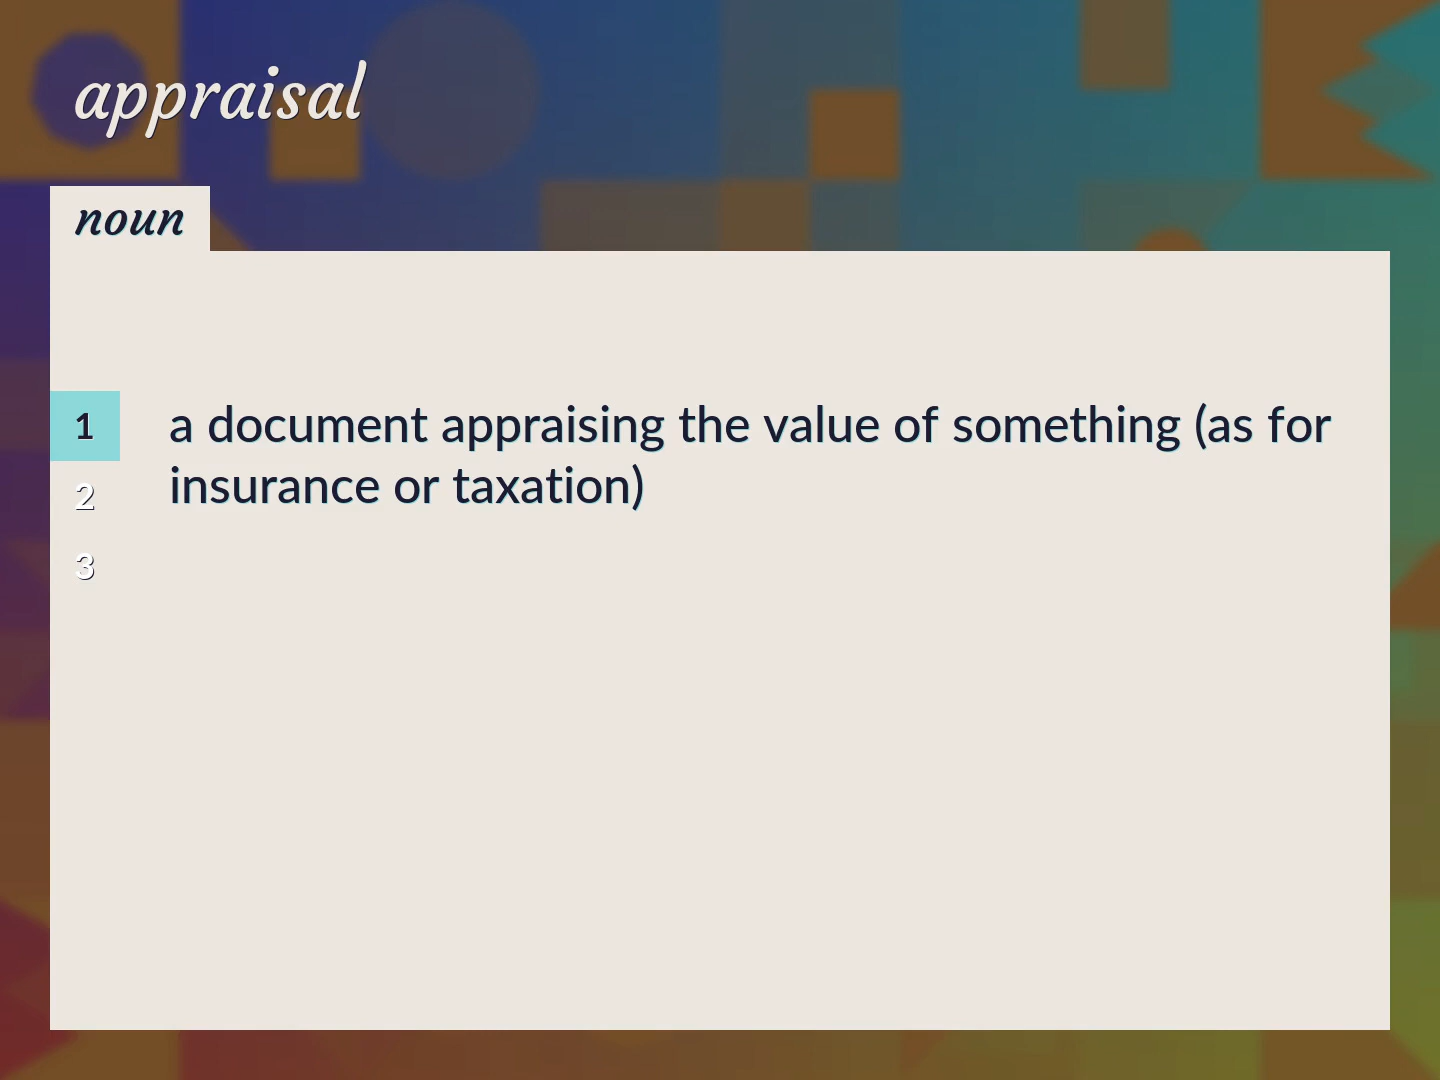 appraisal
noun
1
a document appraising the value of something (as for
insurance or taxation)
2
3